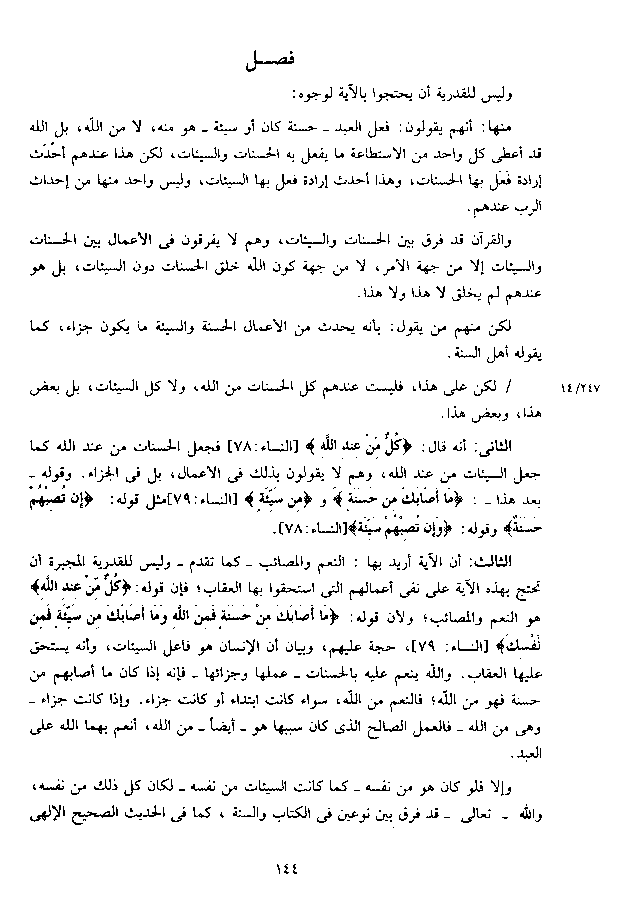 فصــل
وليس للقدرية أن يحتجوا بالآية لوجوه:
منها: أنهم يقولون: فعل العبد ـ حسنة كان أو سيئة ـ هو منه، لا من الله، بل الله
قد أعطى كل واحد من الاستطاعة ما يفعل به الحسنات والسيئات، لكن هذا عندهم أحْدَث
إرادة فَعَل بها الحسنات، وهذا أحدث إرادة فعل بها السيئات، وليس واحد منها من إحداث
الرب عندهم.
والقرآن قد فرق بين الحسنات والسيئات، وهم لا يفرقون فى الأعمال بين الحسنات
والسيئات إلا من جهة الأمر، لا من جهة كون الله خلق الحسنات دون السيئات، بل هو
عندهم لم يخلق لا هذا ولا هذا.
لكن منهم من يقول: بأنه يحدث من الأعمال الحسنة والسيئة ما يكون جزاء، كما
يقوله أهل السنة.
١٤/٢٤٧ / لكن على هذا، فليست عندهم كل الحسنات من الله، ولا كل السيئات، بل بعض
هذا، وبعض هذا.
الثانى: أنه قال: ﴿كُلٌّ مِّنْ عِندِ اللَّهِ﴾ [النساء:٧٨] فجعل الحسنات من عند الله كما
جعل السيئات من عند الله، وهم لا يقولون بذلك فى الأعمال، بل فى الجزاء. وقوله ـ
بعد هذا ـ : ﴿مَا أَصَابَكَ مِنْ حَسَنَةٍ﴾ و ﴿مِن سَيِّئَةٍ﴾ [النساء:٧٩]مثل قوله: ﴿إِن تُصِبْهُمْ
حَسَنَةٌ﴾ وقوله: ﴿وَإِن تُصِبْهُمْ سَيِّئَةٌ﴾[النساء:٧٨].
الثالث: أن الآية أريد بها : النعم والمصائب ـ كما تقدم ـ وليس للقدرية المجبرة أن
تحتج بهذه الآية على نفى أعمالهم التى استحقوا بها العقاب؛ فإن قوله: ﴿كُلٌّ مِّنْ عِندِ اللَّهِ﴾
هو النعم والمصائب؛ ولأن قوله: ﴿مَا أَصَابَكَ مِنْ حَسَنَةٍ فَمِنَ اللَّهِ وَمَا أَصَابَكَ مِن سَيِّئَةٍ فَمِن
نَّفْسِكَ﴾ [النساء: ٧٩]، حجة عليهم، وبيان أن الإنسان هو فاعل السيئات، وأنه يستحق
عليها العقاب. والله ينعم عليه بالحسنات ـ عملها وجزائها ـ فإنه إذا كان ما أصابهم من
حسنة فهو من الله؛ فالنعم من الله، سواء كانت ابتداء أو كانت جزاء. وإذا كانت جزاء ـ
وهى من الله ـ فالعمل الصالح الذى كان سببها هو ـ أيضاً ـ من الله، أنعم بهما الله على
العبد.
وإلا فلو كان هو من نفسه ـ كما كانت السيئات من نفسه ـ لكان كل ذلك من نفسه،
والله ـ تعالى ـ قد فرق بين نوعين فى الكتاب والسنة ، كما فى الحديث الصحيح الإلهى
١٤٤